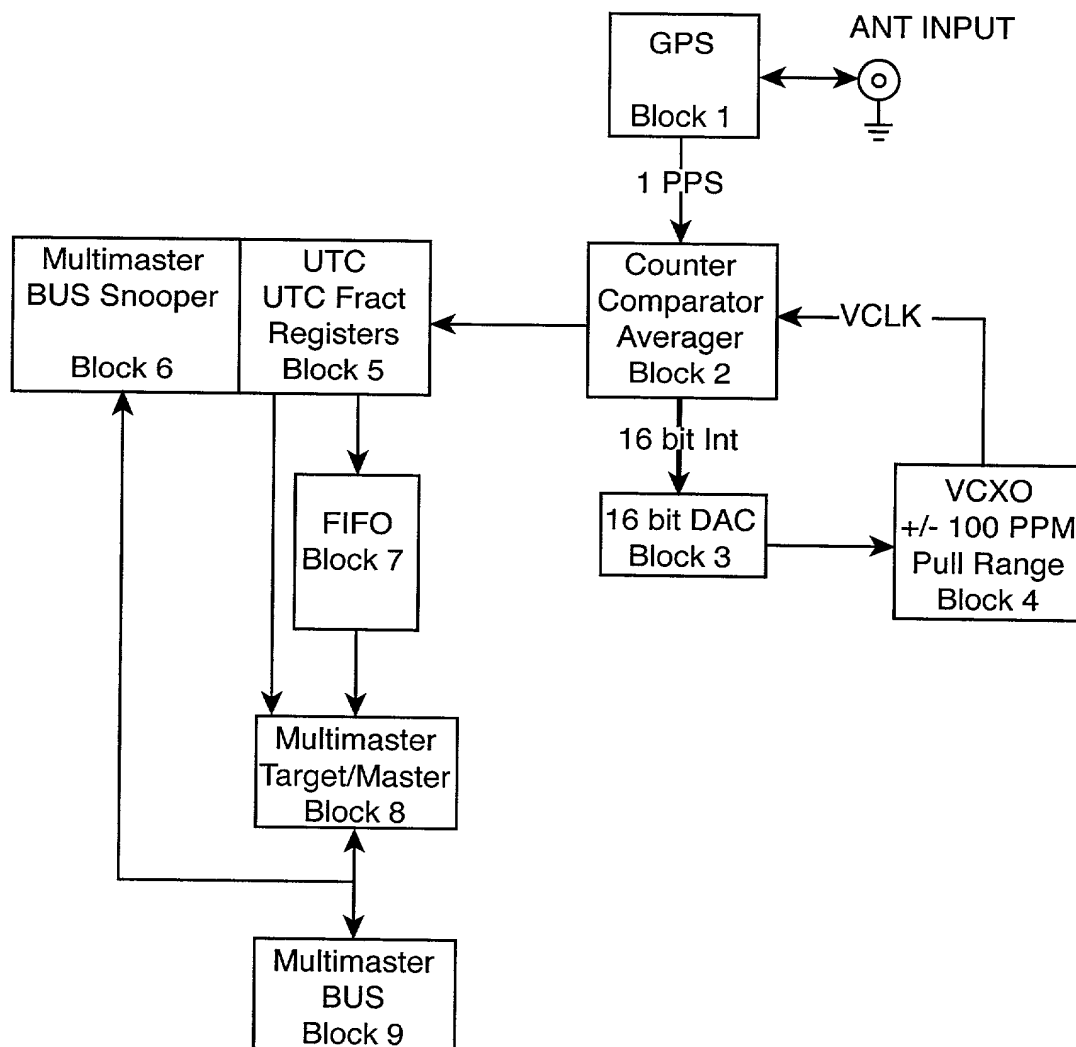 GPS
Block 1
ANT INPUT
1 PPS
Multimaster
BUS Snooper
Block 6
UTC
UTC Fract
Registers
Block 5
Counter
Comparator
Averager
Block 2
VCLK
16 bit Int
FIFO
Block 7
16 bit DAC
Block 3
VCXO
+/- 100 PPM
Pull Range
Block 4
Multimaster
Target/Master
Block 8
Multimaster
BUS
Block 9